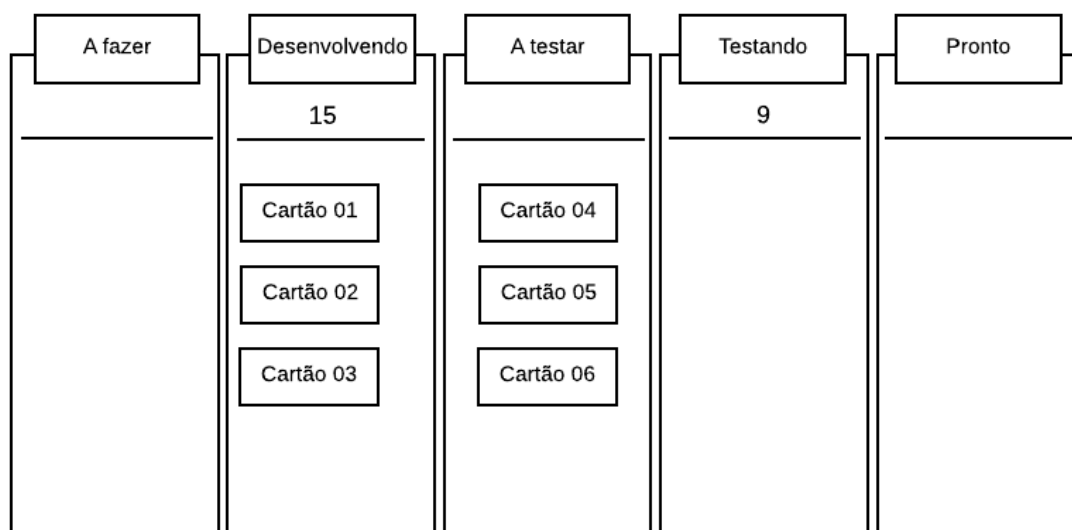 A fazer
Desenvolvendo
A testar
Testando
Pronto
15
9
Cartão 01
Cartão 04
Cartão 02
Cartão 05
Cartão 03
Cartão 06